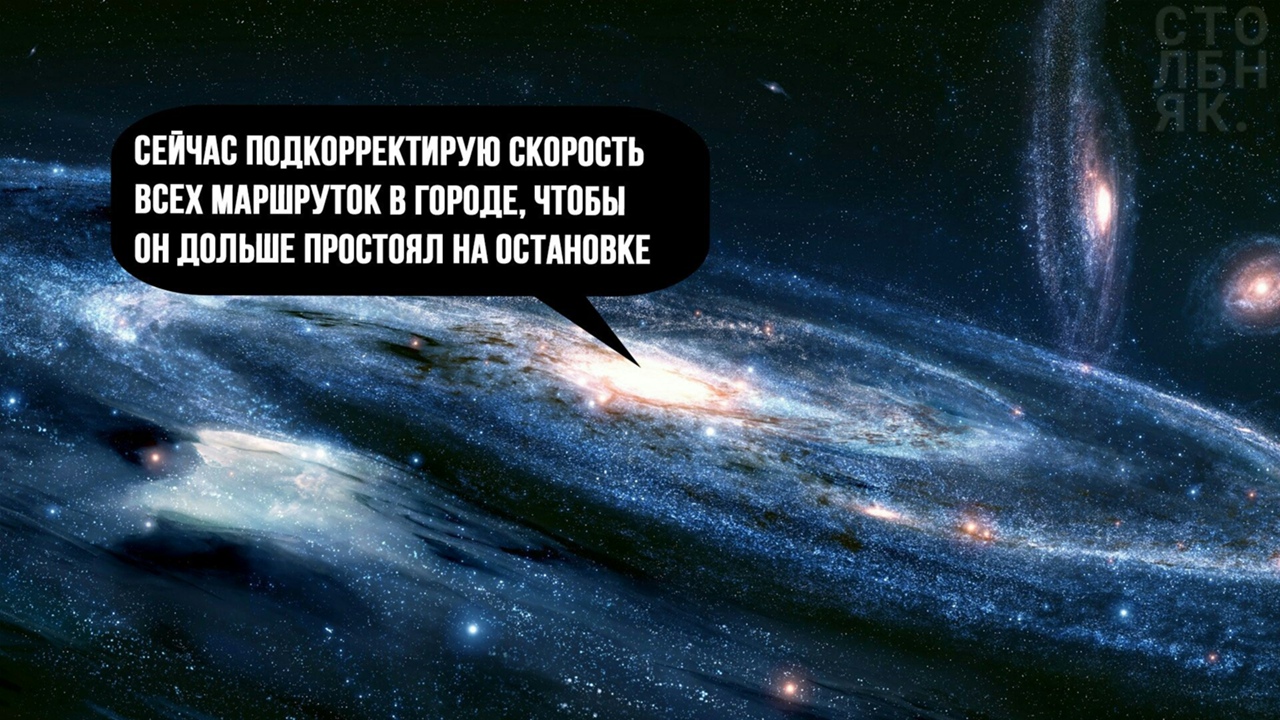 СТО
ЛБН
ЯК.
СЕЙЧАС ПОДКОРРЕКТИРУЮ СКОРОСТЬ
ВСЕХ МАРШРУТОК В ГОРОДЕ, ЧТОБЫ
ОН ДОЛЬШЕ ПРОСТОЯЛ НА ОСТАНОВКЕ